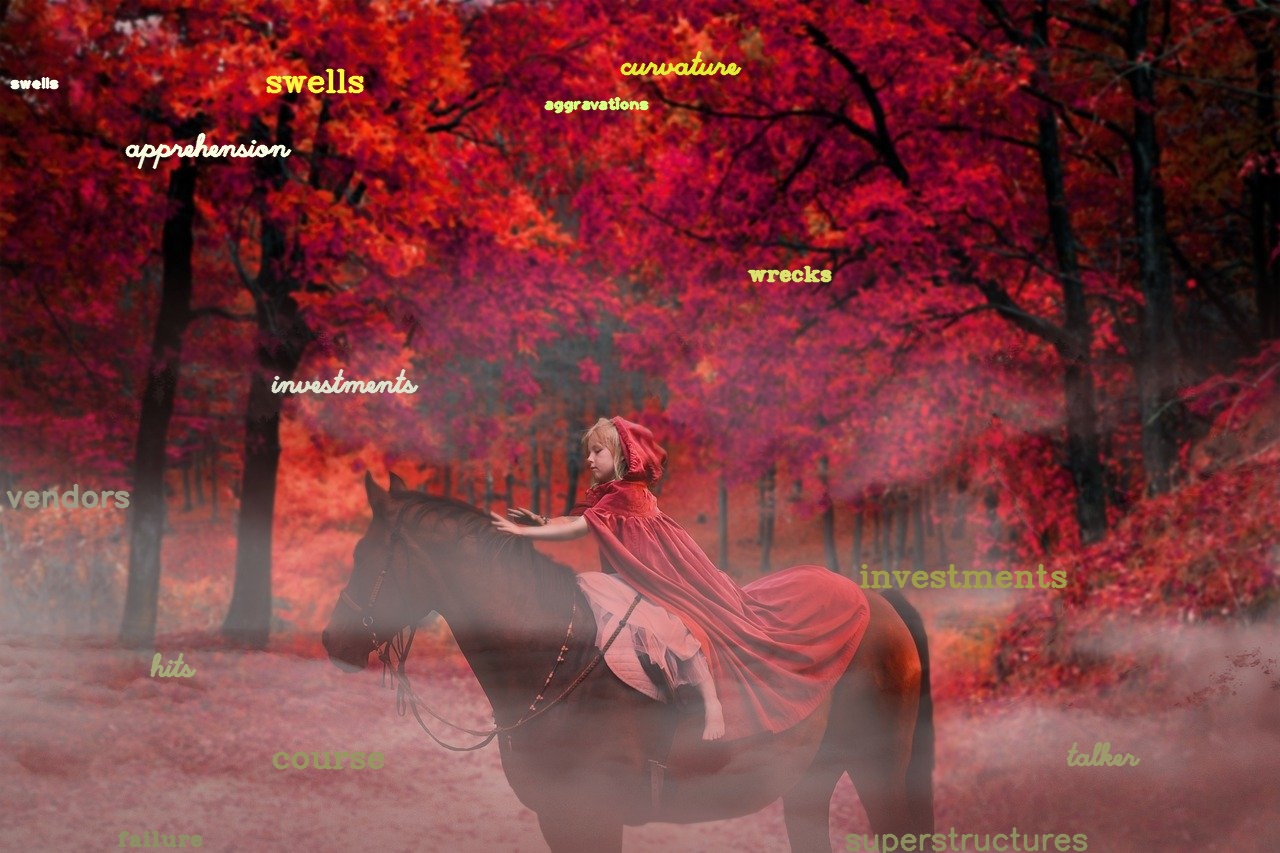 curvature
swells
swells
aggravations
apprehension
wrecks
investments
vendors
investments
hits
talker
course
failure
superstructures